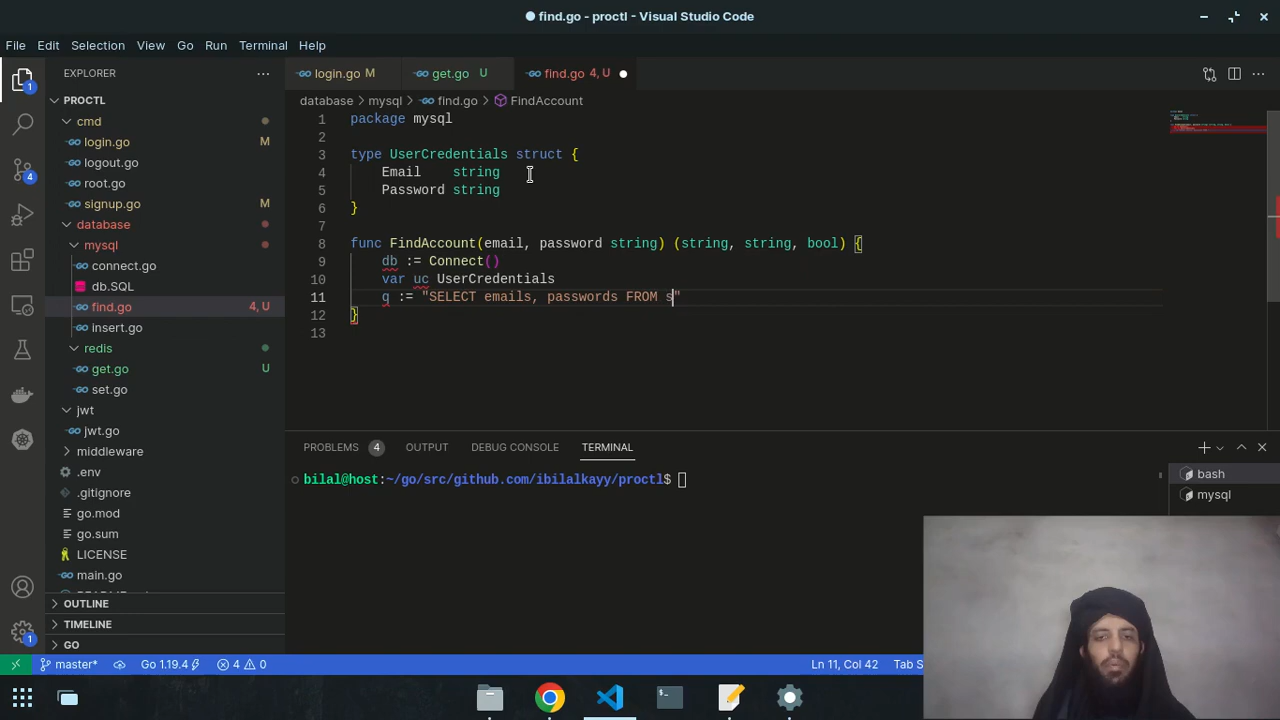 find.go - proctl - Visual Studio Code
File Edit Selection View Go Run Terminal Help
EXPLORER
login.go M
get.go U
find.go 4, U
PROCTL
database > mysql > find.go > FindAccount
cmd
login.go M
logout.go
root.go
signup.go M
database
mysql
connect.go
db.SQL
find.go 4, U
insert.go
redis
get.go U
set.go
jwt
jwt.go
middleware
.env
.gitignore
go.mod
go.sum
LICENSE
main.go
OUTLINE
TIMELINE
GO
1 package mysql
2
3 type UserCredentials struct {
4 Email string
5 Password string
6 }
7
8 func FindAccount(email, password string) (string, string, bool) {
9 db := Connect()
10 var uc UserCredentials
11 q := "SELECT emails, passwords FROM s"
12 }
13
PROBLEMS 4 OUTPUT DEBUG CONSOLE TERMINAL
bilal@host:~/go/src/github.com/ibilalkayy/proctl$
bash
mysql
1
4
1
master* Go 1.19.4 4 0 Ln 11, Col 42 Tab S